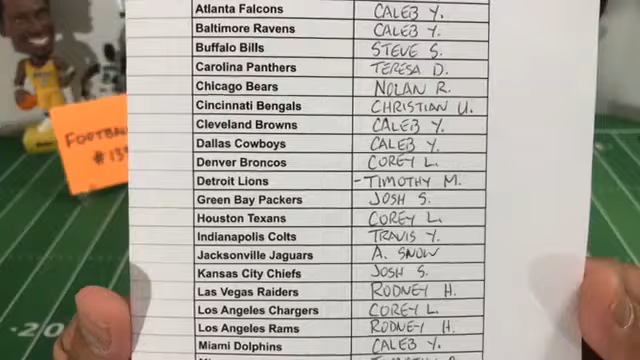 Atlanta Falcons CALEB Y.
Baltimore Ravens CALEB Y.
Buffalo Bills STEVE S.
Carolina Panthers TERESA D.
Chicago Bears NOLAN R.
Cincinnati Bengals CHRISTIAN U.
Cleveland Browns CALEB Y.
Dallas Cowboys CALEB Y.
Denver Broncos COREY L.
Detroit Lions -TIMOTHY M.
Green Bay Packers JOSH S.
Houston Texans COREY L.
Indianapolis Colts TRAVIS Y.
Jacksonville Jaguars A. SNOW
Kansas City Chiefs JOSH S.
Las Vegas Raiders RODNEY H.
Los Angeles Chargers COREY L.
Los Angeles Rams RODNEY H.
Miami Dolphins CALEB Y.
FOOTBA
#13
20